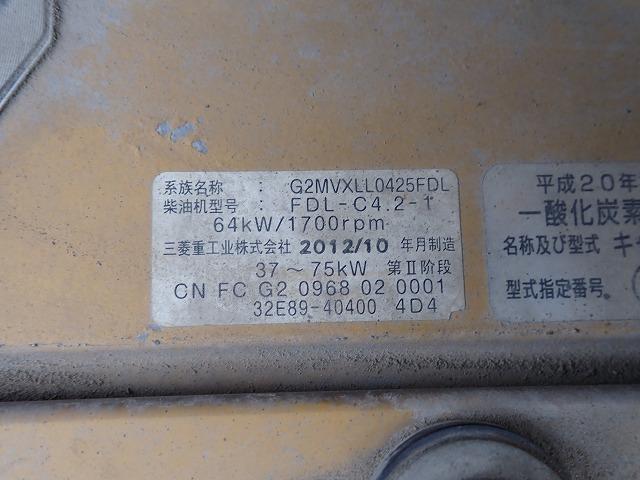 系族名称 : G2MVXLL0425FDL
柴油机型号: FDL-C4.2-1
64kW/1700rpm
三菱重工业株式会社 2012/10 年月制造
37～75kW 第Ⅱ阶段
CN FC G2 0968 02 0001
32E89-40400 4D4
平成20年
一酸化炭素
名称及び型式 キ
型式指定番号